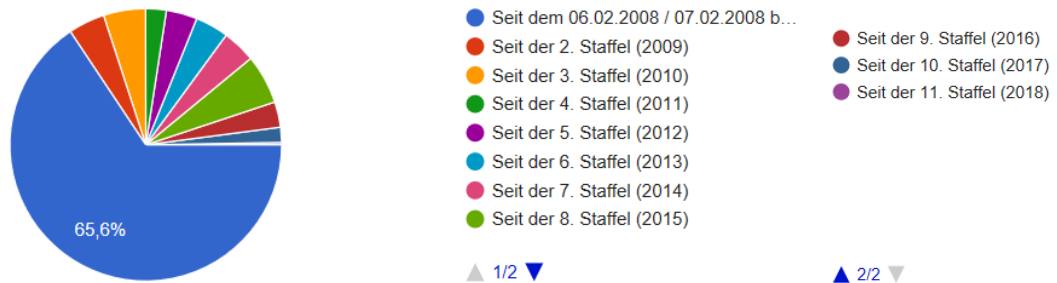 65,6%
Seit dem 06.02.2008 / 07.02.2008 b...
Seit der 2. Staffel (2009)
Seit der 3. Staffel (2010)
Seit der 4. Staffel (2011)
Seit der 5. Staffel (2012)
Seit der 6. Staffel (2013)
Seit der 7. Staffel (2014)
Seit der 8. Staffel (2015)
1/2
Seit der 9. Staffel (2016)
Seit der 10. Staffel (2017)
Seit der 11. Staffel (2018)
2/2